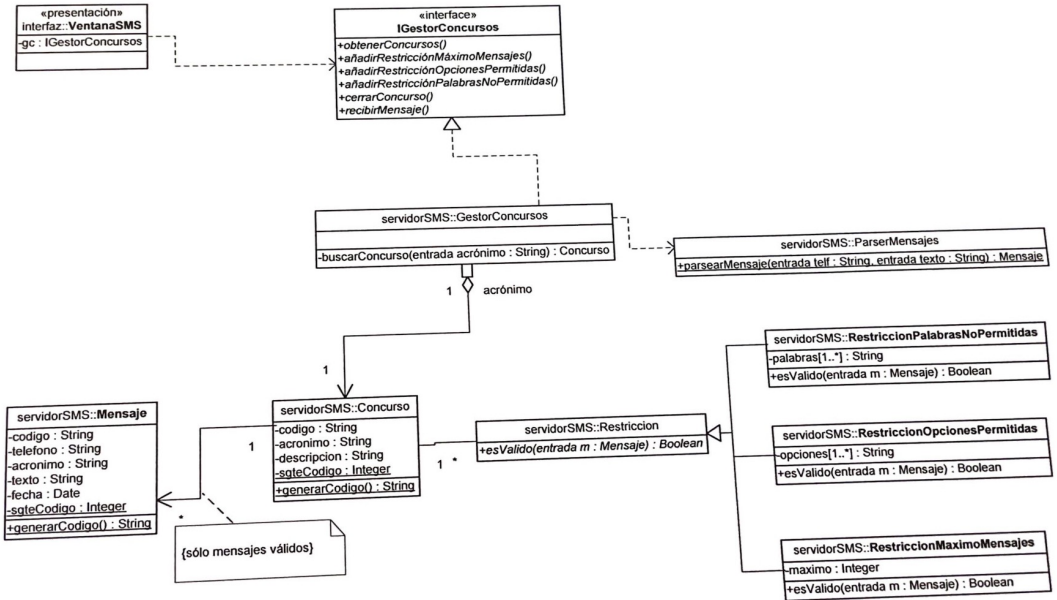 «presentación»
interfaz::VentanaSMS
-gc : IGestorConcursos
«interface»
IGestorConcursos
+obtenerConcursos()
+añadirRestricciónMáximoMensajes()
+añadirRestricciónOpcionesPermitidas()
+añadirRestricciónPalabrasNoPermitidas()
+cerrarConcurso()
+recibirMensaje()
servidorSMS::GestorConcursos
-buscarConcurso(entrada acrónimo : String) : Concurso
servidorSMS::ParserMensajes
+parsearMensaje(entrada telf : String, entrada texto : String) : Mensaje
1
acrónimo
1
servidorSMS::Mensaje
-codigo : String
-telefono : String
-acronimo : String
-texto : String
-fecha : Date
-sgteCodigo : Integer
+generarCodigo() : String
1
*
{sólo mensajes válidos}
servidorSMS::Concurso
-codigo : String
-acronimo : String
-descripcion : String
-sgteCodigo : Integer
+generarCodigo() : String
1
*
servidorSMS::Restriccion
+esValido(entrada m : Mensaje) : Boolean
servidorSMS::RestriccionPalabrasNoPermitidas
-palabras[1..*] : String
+esValido(entrada m : Mensaje) : Boolean
servidorSMS::RestriccionOpcionesPermitidas
-opciones[1..*] : String
+esValido(entrada m : Mensaje) : Boolean
servidorSMS::RestriccionMaximoMensajes
-maximo : Integer
+esValido(entrada m : Mensaje) : Boolean